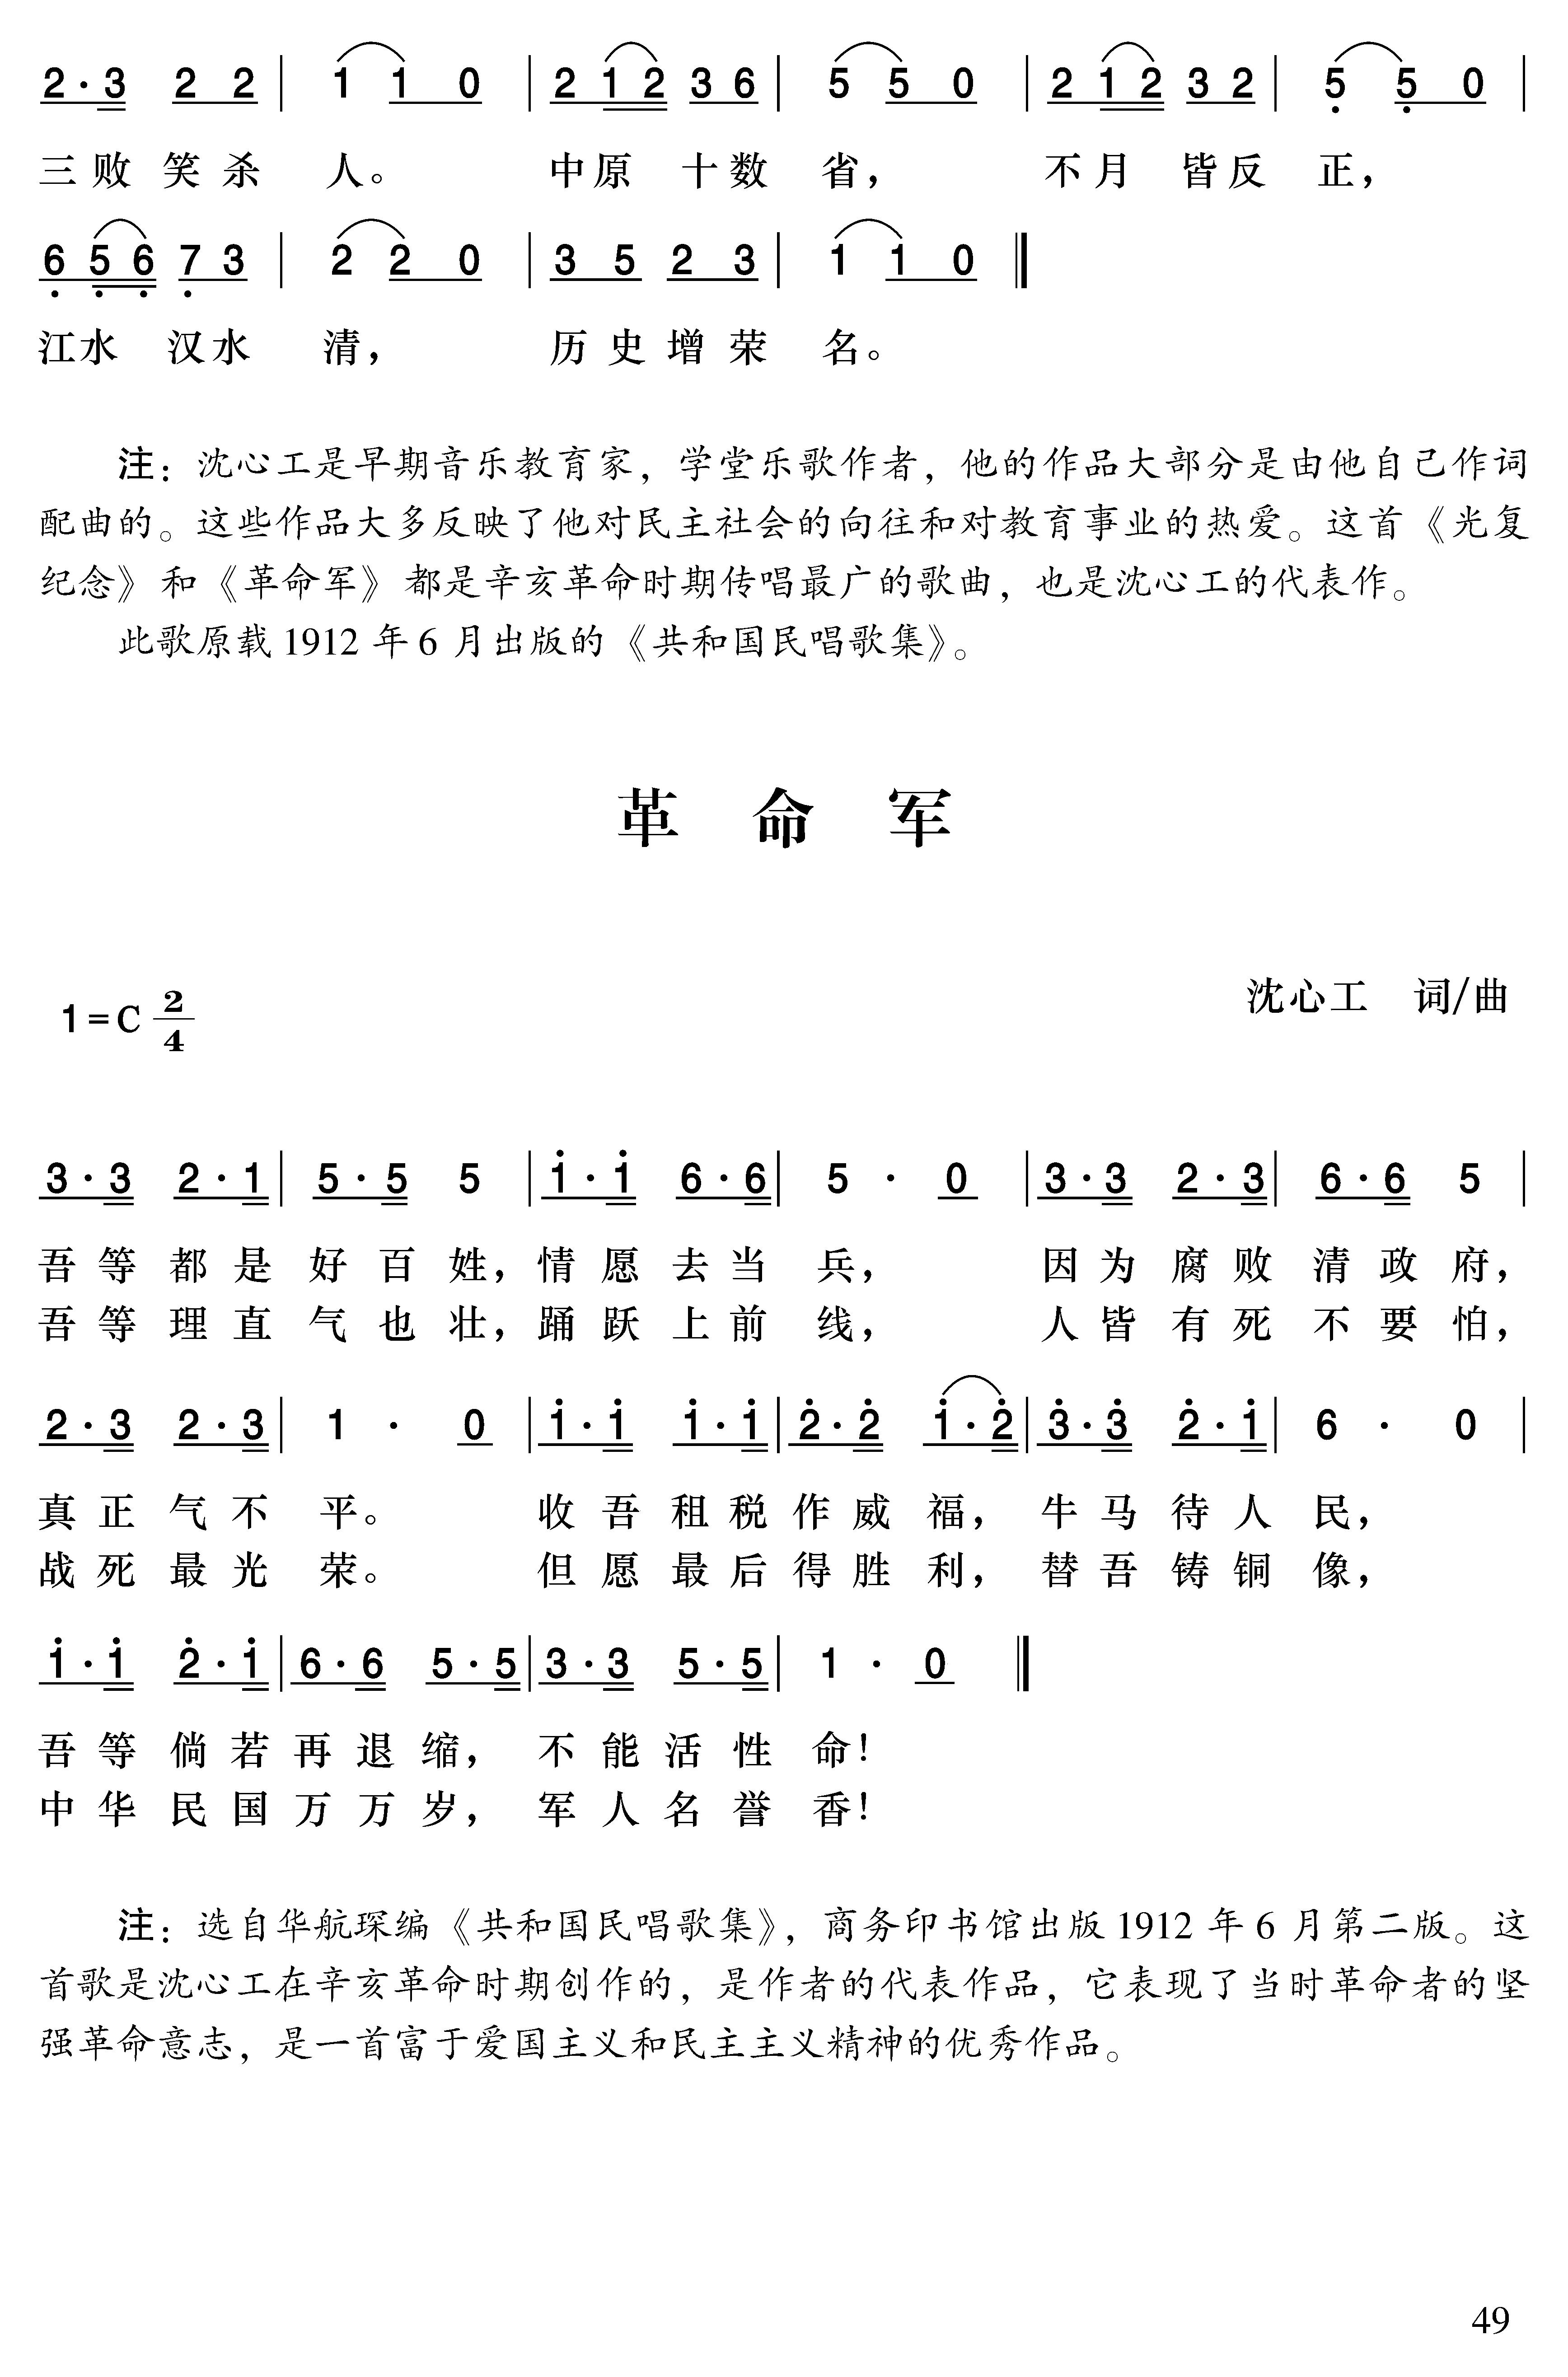 2·3 2 2 | 1 1 0 | 2 1 2 3 6 | 5 5 0 | 2 1 2 3 2 | 5̣ 5̣ 0 |
三败 笑杀 人。 中原 十数 省， 不月 皆反 正，
6̣ 5̣ 6̣ 7̣ 3 | 2 2 0 | 3 5 2 3 | 1 1 0 ‖
江水 汉水 清， 历史增荣 名。
注：沈心工是早期音乐教育家，学堂乐歌作者，他的作品大部分是由他自己作词
配曲的。这些作品大多反映了他对民主社会的向往和对教育事业的热爱。这首《光复
纪念》和《革命军》都是辛亥革命时期传唱最广的歌曲，也是沈心工的代表作。
此歌原载1912年6月出版的《共和国民唱歌集》。
革 命 军
沈心工 词/曲
1=C 2/4
3·3 2·1 | 5·5 5 | i·i 6·6 | 5· 0 | 3·3 2·3 | 6·6 5 |
吾等都是好百姓，情愿去当兵， 因为腐败清政府，
吾等理直气也壮，踊跃上前线， 人皆有死不要怕，
2·3 2·3 | 1· 0 | i·i i·i | 2̇·2̇ i·2̇ | 3̇·3̇ 2̇·i | 6· 0 |
真正气不平。 收吾租税作威福，牛马待人民，
战死最光荣。 但愿最后得胜利，替吾铸铜像，
i·i 2̇·i | 6·6 5·5 | 3·3 5·5 | 1· 0 ‖
吾等倘若再退缩，不能活性命！
中华民国万万岁，军人名誉香！
注：选自华航琛编《共和国民唱歌集》，商务印书馆出版1912年6月第二版。这
首歌是沈心工在辛亥革命时期创作的，是作者的代表作品，它表现了当时革命者的坚
强革命意志，是一首富于爱国主义和民主主义精神的优秀作品。
49